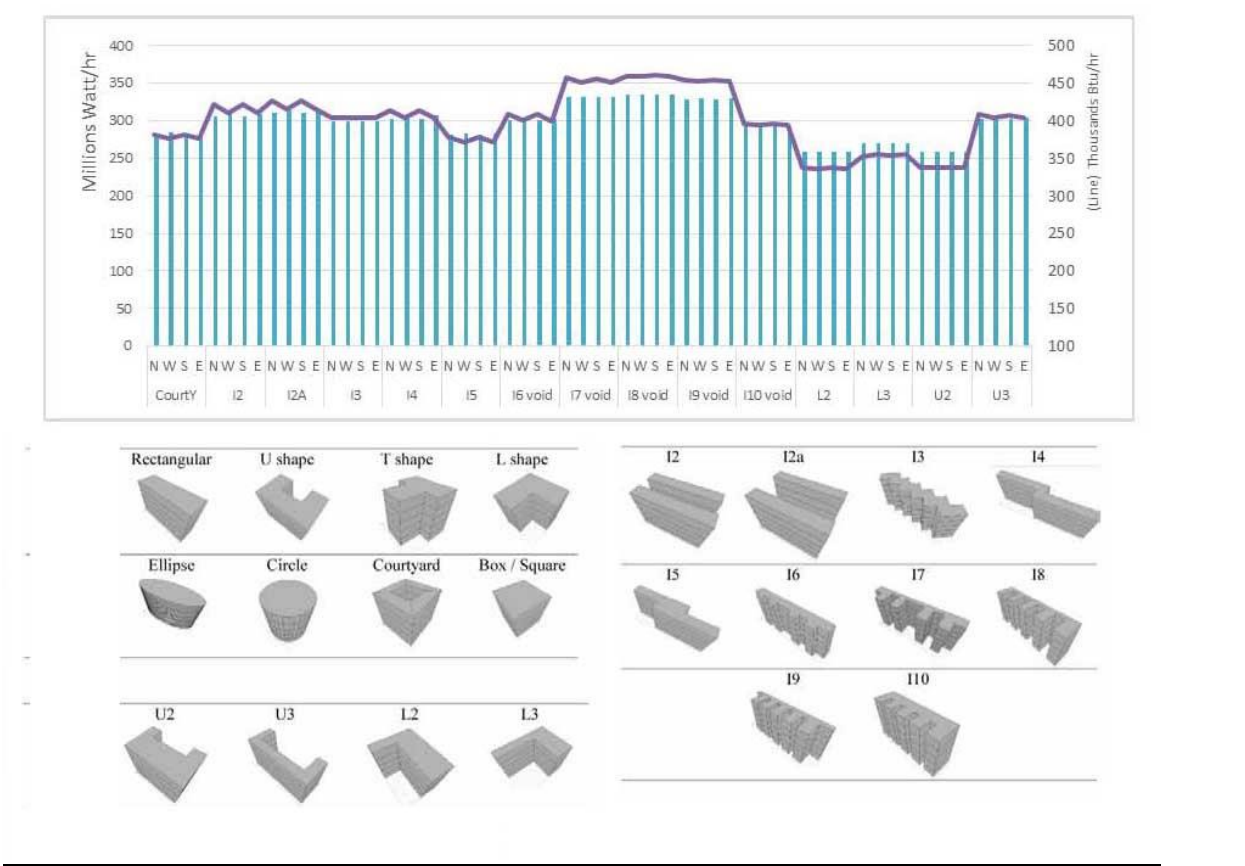 400
350
300
250
200
150
100
50
0
Millions Watt/hr
500
450
400
350
300
250
200
150
100
(Line) Thousands Btu/hr
N W S E N W S E N W S E N W S E N W S E N W S E N W S E N W S E N W S E N W S E N W S E N W S E N W S E N W S E N W S E
CourtY I2 I2A I3 I4 I5 I6 void I7 void I8 void I9 void I10 void L2 L3 U2 U3
Rectangular U shape T shape L shape
Ellipse Circle Courtyard Box / Square
U2 U3 L2 L3
I2 I2a I3 I4
I5 I6 I7 I8
I9 I10